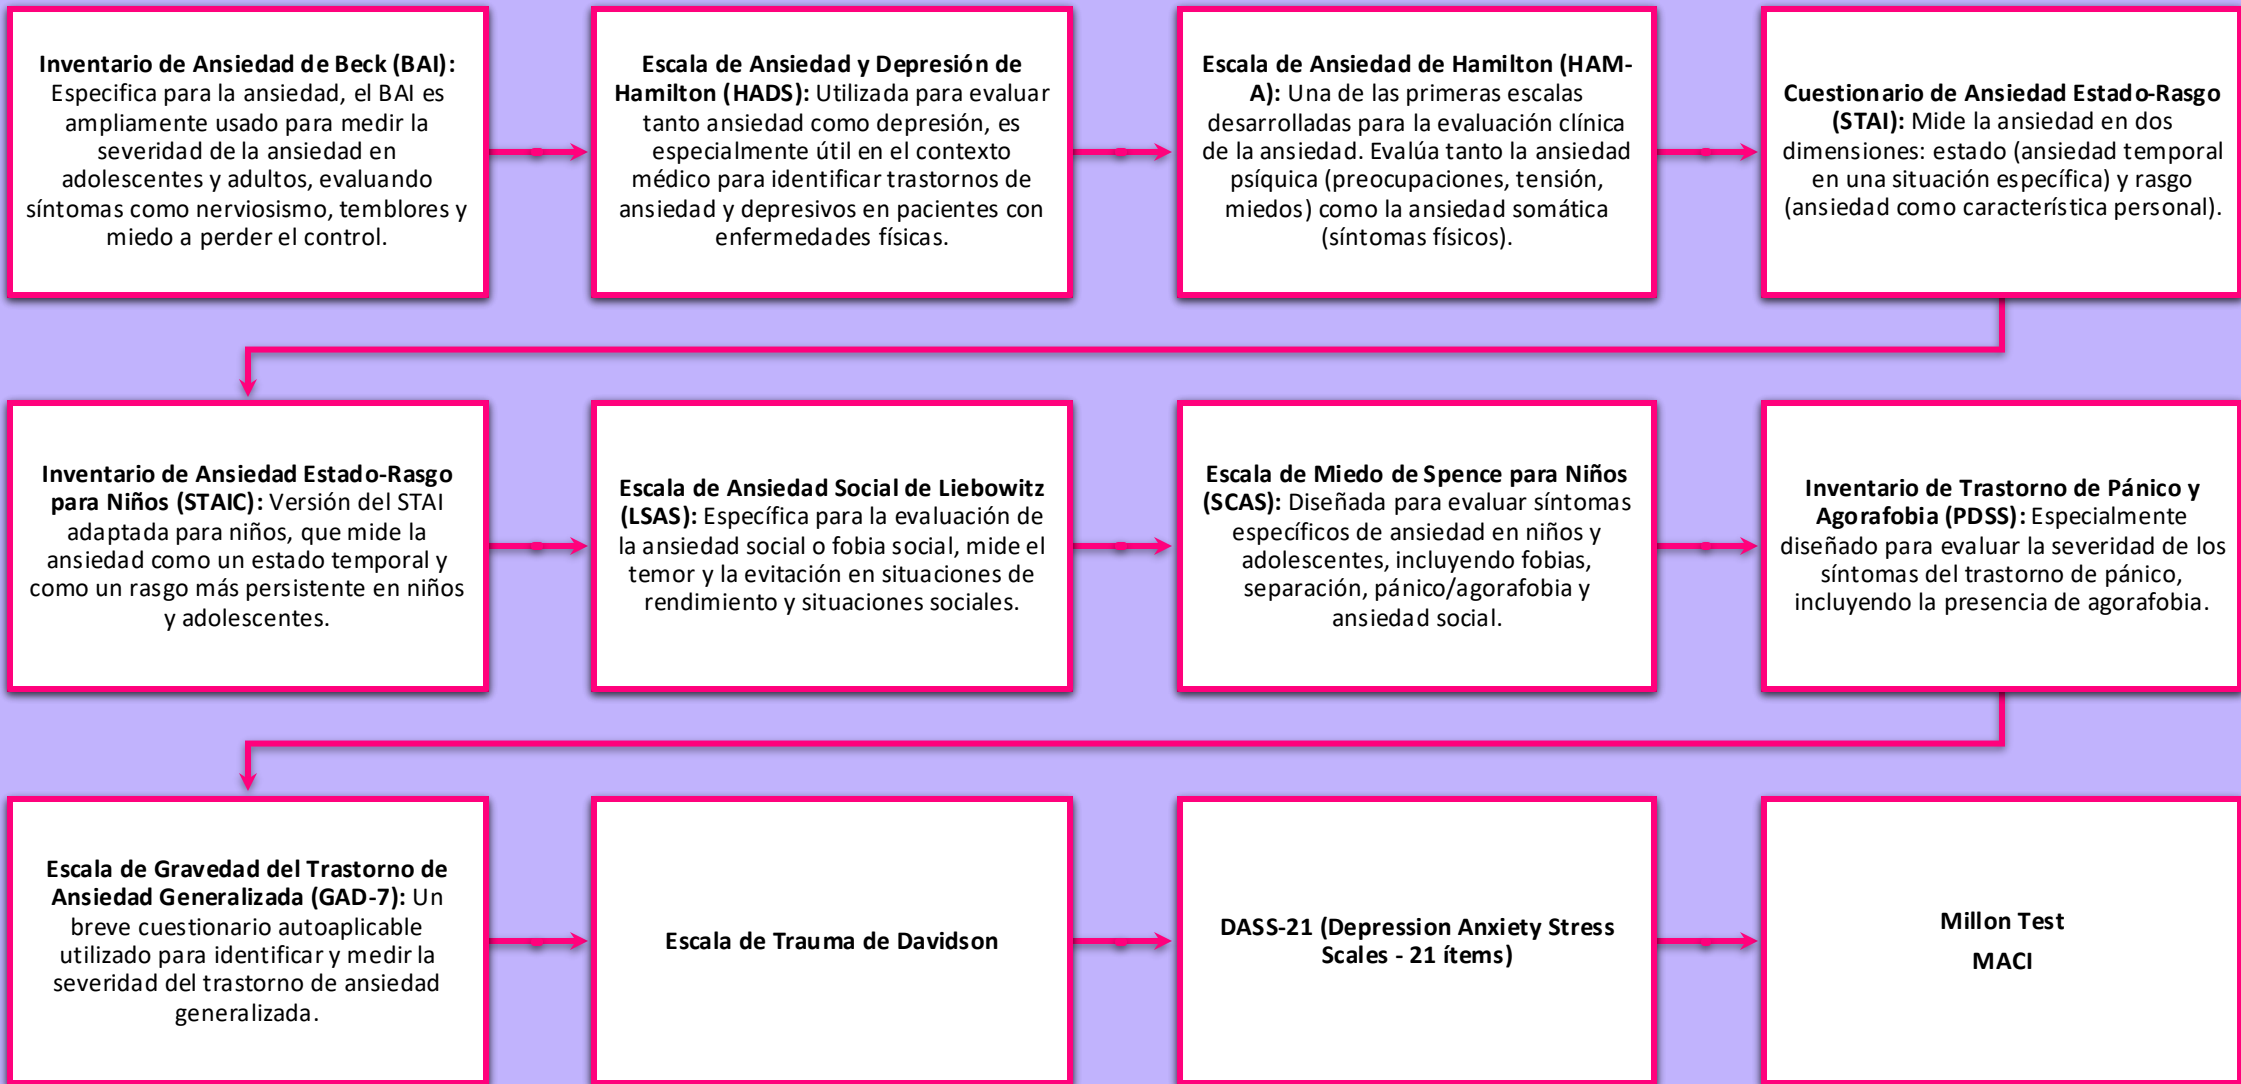 Inventario de Ansiedad de Beck (BAI):
Especifica para la ansiedad, el BAI es
ampliamente usado para medir la
severidad de la ansiedad en
adolescentes y adultos, evaluando
síntomas como nerviosismo, temblores y
miedo a perder el control.
Escala de Ansiedad y Depresión de
Hamilton (HADS): Utilizada para evaluar
tanto ansiedad como depresión, es
especialmente útil en el contexto
médico para identificar trastornos de
ansiedad y depresivos en pacientes con
enfermedades físicas.
Escala de Ansiedad de Hamilton (HAM-
A): Una de las primeras escalas
desarrolladas para la evaluación clínica
de la ansiedad. Evalúa tanto la ansiedad
psíquica (preocupaciones, tensión,
miedos) como la ansiedad somática
(síntomas físicos).
Cuestionario de Ansiedad Estado-Rasgo
(STAI): Mide la ansiedad en dos
dimensiones: estado (ansiedad temporal
en una situación específica) y rasgo
(ansiedad como característica personal).
Inventario de Ansiedad Estado-Rasgo
para Niños (STAIC): Versión del STAI
adaptada para niños, que mide la
ansiedad como un estado temporal y
como un rasgo más persistente en niños
y adolescentes.
Escala de Ansiedad Social de Liebowitz
(LSAS): Específica para la evaluación de
la ansiedad social o fobia social, mide el
temor y la evitación en situaciones de
rendimiento y situaciones sociales.
Escala de Miedo de Spence para Niños
(SCAS): Diseñada para evaluar síntomas
específicos de ansiedad en niños y
adolescentes, incluyendo fobias,
separación, pánico/agorafobia y
ansiedad social.
Inventario de Trastorno de Pánico y
Agorafobia (PDSS): Especialmente
diseñado para evaluar la severidad de los
síntomas del trastorno de pánico,
incluyendo la presencia de agorafobia.
Escala de Gravedad del Trastorno de
Ansiedad Generalizada (GAD-7): Un
breve cuestionario autoaplicable
utilizado para identificar y medir la
severidad del trastorno de ansiedad
generalizada.
Escala de Trauma de Davidson
DASS-21 (Depression Anxiety Stress
Scales - 21 ítems)
Millon Test
MACI